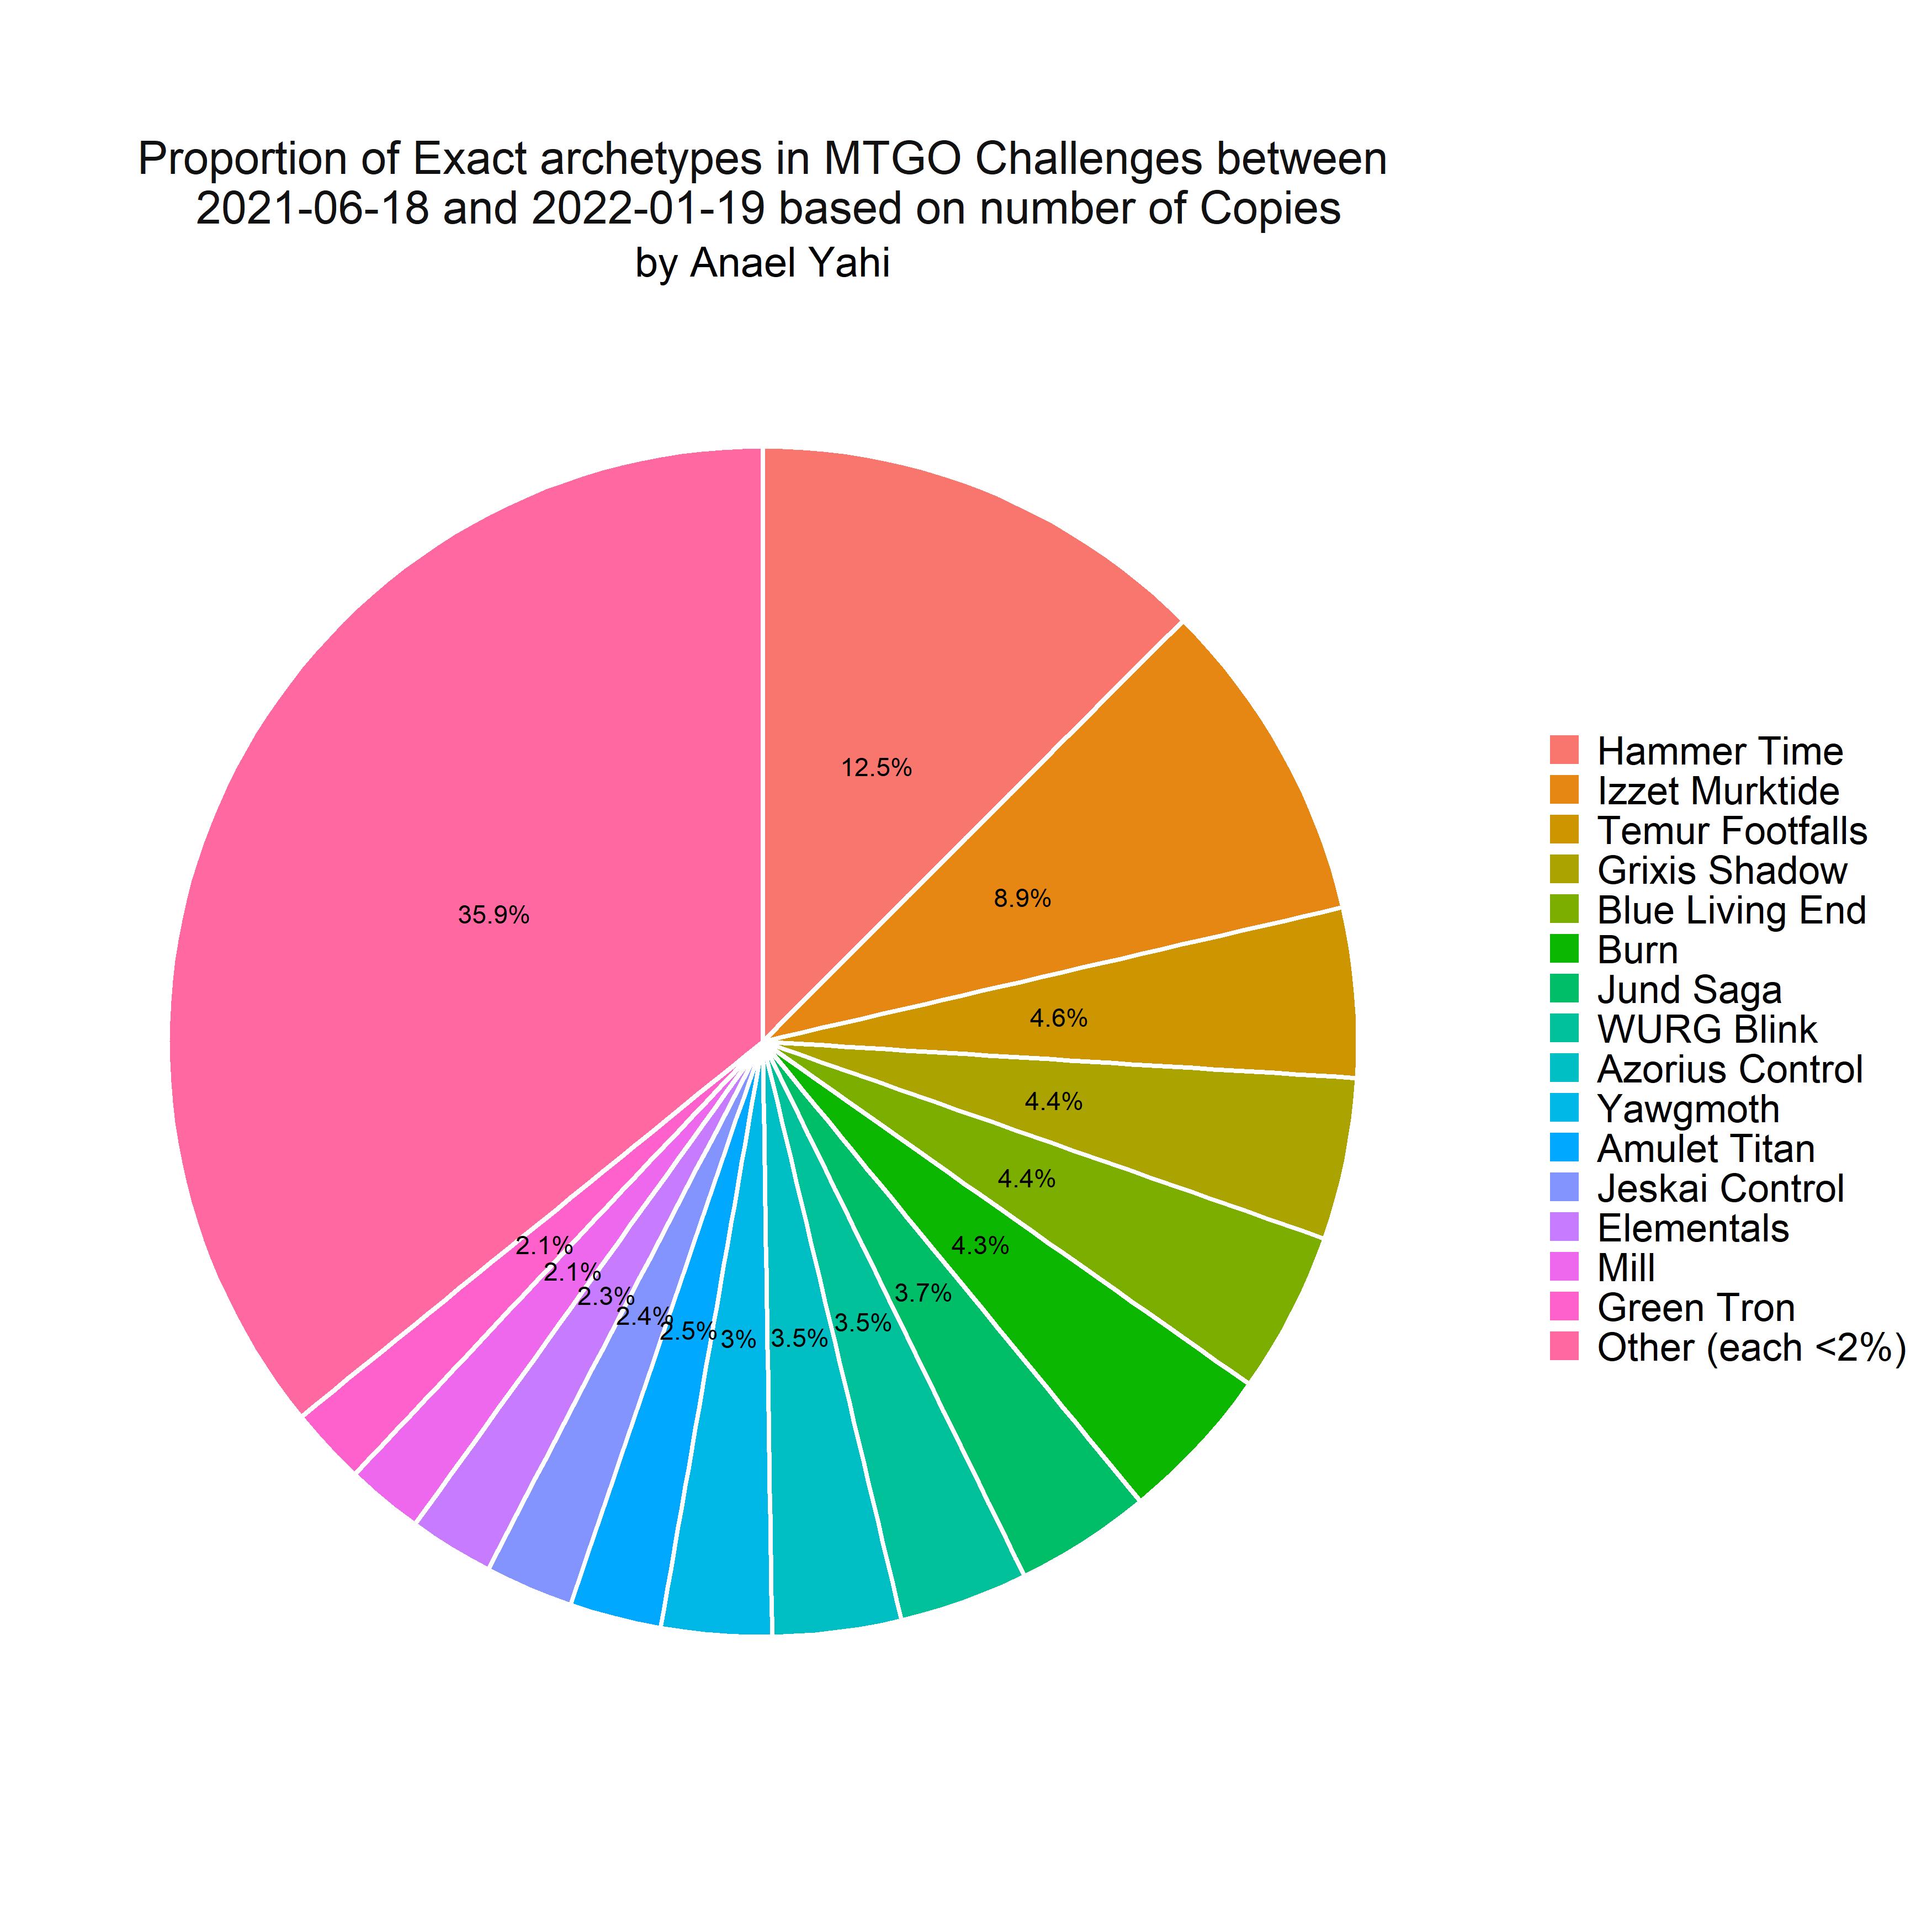 Proportion of Exact archetypes in MTGO Challenges between
2021-06-18 and 2022-01-19 based on number of Copies
by Anael Yahi
12.5%
8.9%
4.6%
4.4%
4.4%
4.3%
3.7%
3.5%
3.5%
3%
2.5%
2.4%
2.3%
2.1%
2.1%
35.9%
Hammer Time
Izzet Murktide
Temur Footfalls
Grixis Shadow
Blue Living End
Burn
Jund Saga
WURG Blink
Azorius Control
Yawgmoth
Amulet Titan
Jeskai Control
Elementals
Mill
Green Tron
Other (each <2%)